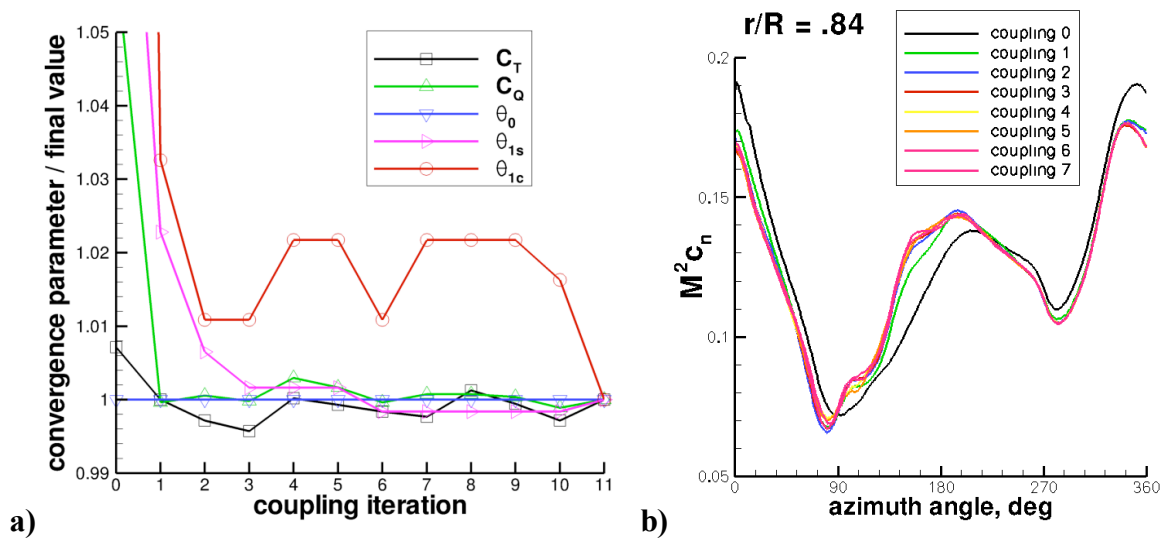 convergence parameter / final value
1.05
1.04
1.03
1.02
1.01
1
0.99
0 1 2 3 4 5 6 7 8 9 10 11
coupling iteration
C_T
C_Q
θ_0
θ_1s
θ_1c
a)
r/R = .84
coupling 0
coupling 1
coupling 2
coupling 3
coupling 4
coupling 5
coupling 6
coupling 7
M²c_n
0.2
0.15
0.1
0.05
0 90 180 270 360
azimuth angle, deg
b)